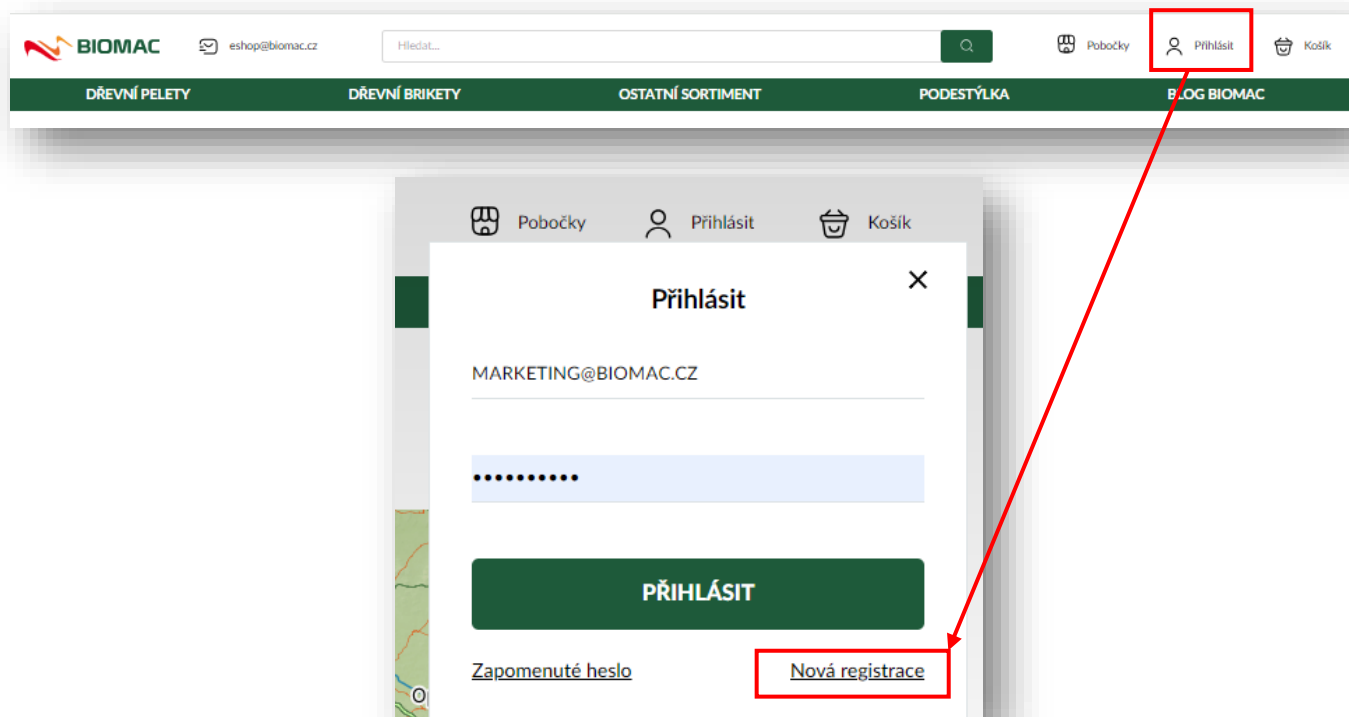 BIOMAC eshop@biomac.cz Hledat... Pobočky Přihlásit Košík
DŘEVNÍ PELETY DŘEVNÍ BRIKETY OSTATNÍ SORTIMENT PODESTÝLKA BLOG BIOMAC
Pobočky Přihlásit Košík
Přihlásit
MARKETING@BIOMAC.CZ
••••••••••
PŘIHLÁSIT
Zapomenuté heslo Nová registrace